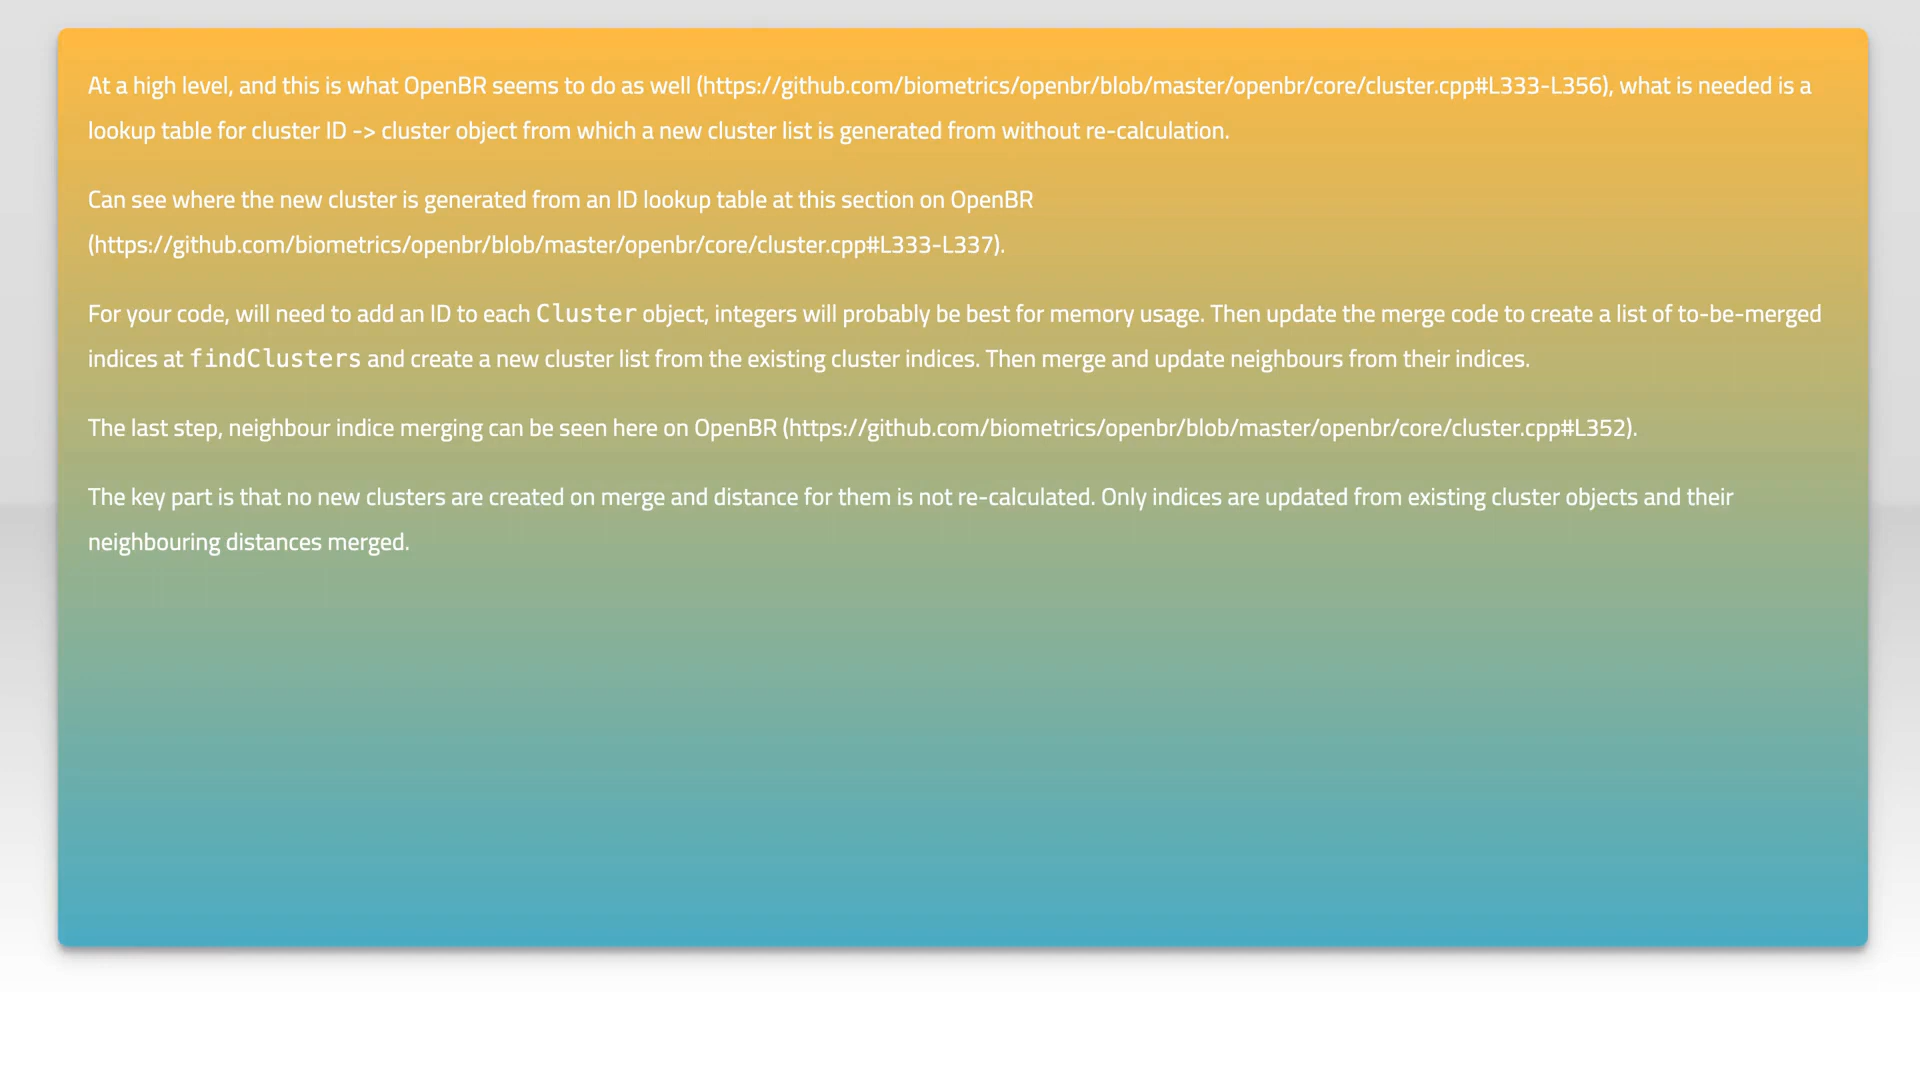 At a high level, and this is what OpenBR seems to do as well (https://github.com/biometrics/openbr/blob/master/openbr/core/cluster.cpp#L333-L356), what is needed is a
lookup table for cluster ID -> cluster object from which a new cluster list is generated from without re-calculation.
Can see where the new cluster is generated from an ID lookup table at this section on OpenBR
(https://github.com/biometrics/openbr/blob/master/openbr/core/cluster.cpp#L333-L337).
For your code, will need to add an ID to each Cluster object, integers will probably be best for memory usage. Then update the merge code to create a list of to-be-merged
indices at findClusters and create a new cluster list from the existing cluster indices. Then merge and update neighbours from their indices.
The last step, neighbour indice merging can be seen here on OpenBR (https://github.com/biometrics/openbr/blob/master/openbr/core/cluster.cpp#L352).
The key part is that no new clusters are created on merge and distance for them is not re-calculated. Only indices are updated from existing cluster objects and their
neighbouring distances merged.